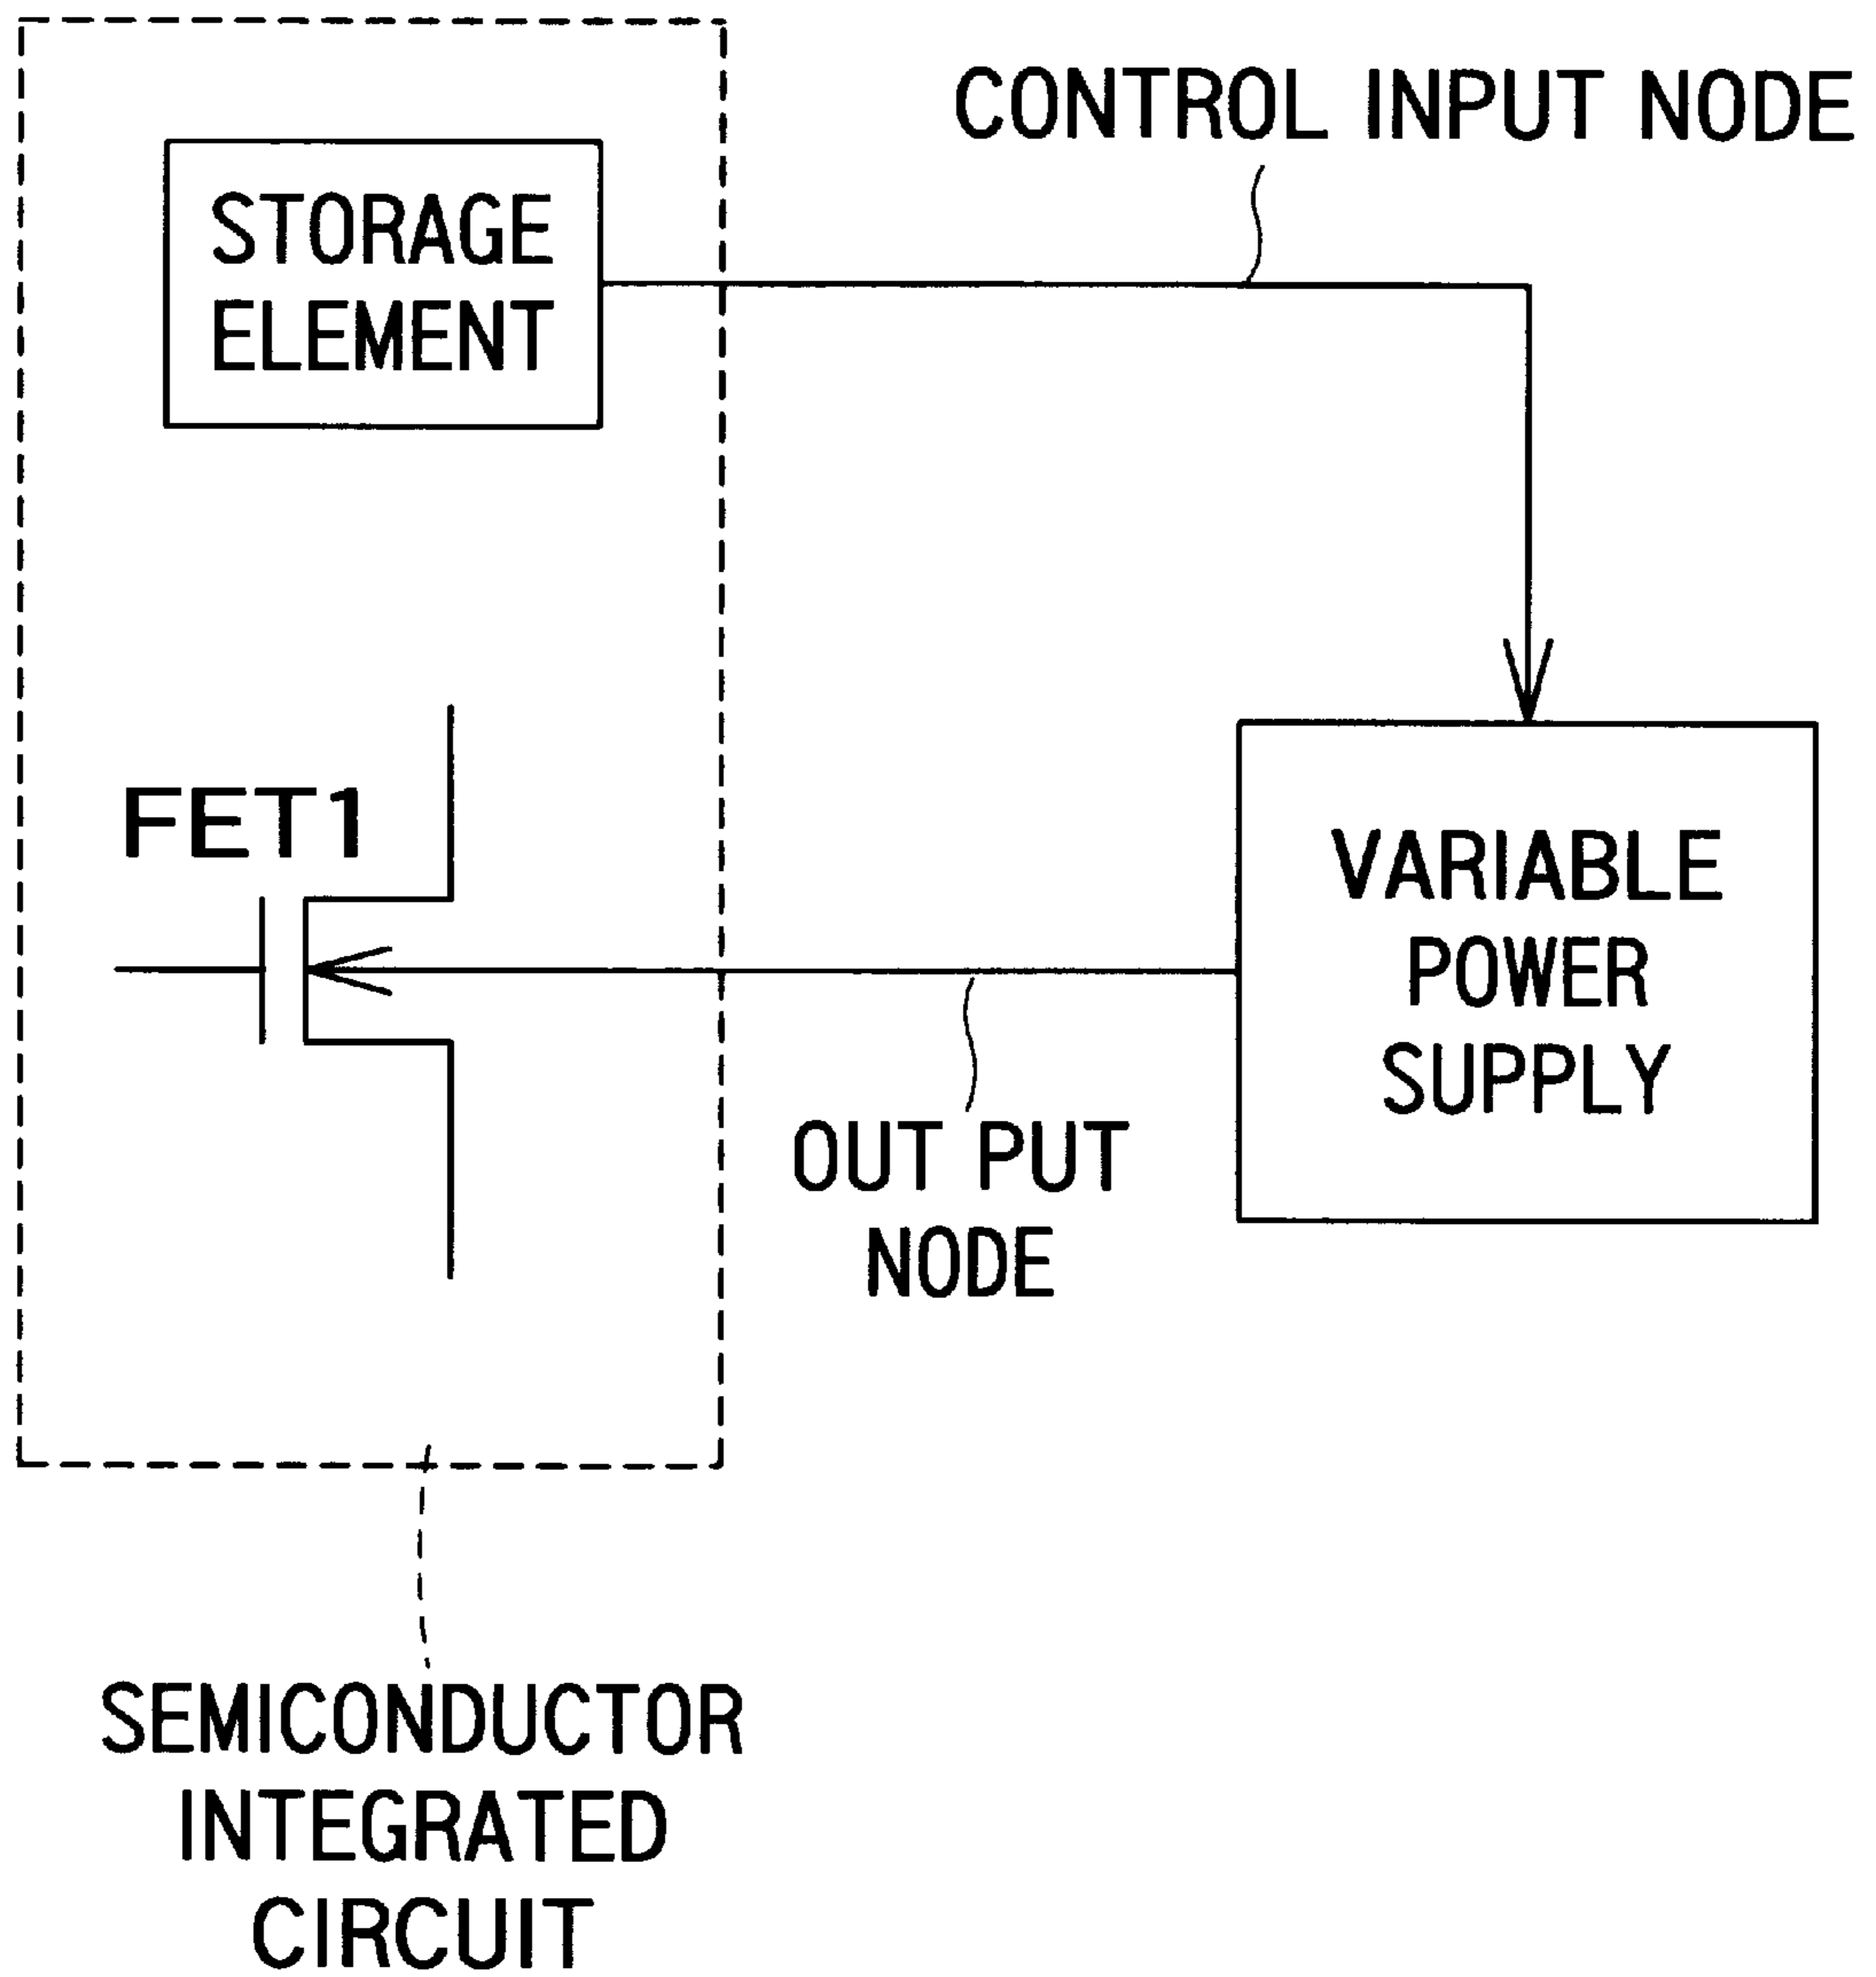 CONTROL INPUT NODE
STORAGE
ELEMENT
FET1
VARIABLE
POWER
SUPPLY
OUT PUT
NODE
SEMICONDUCTOR
INTEGRATED
CIRCUIT